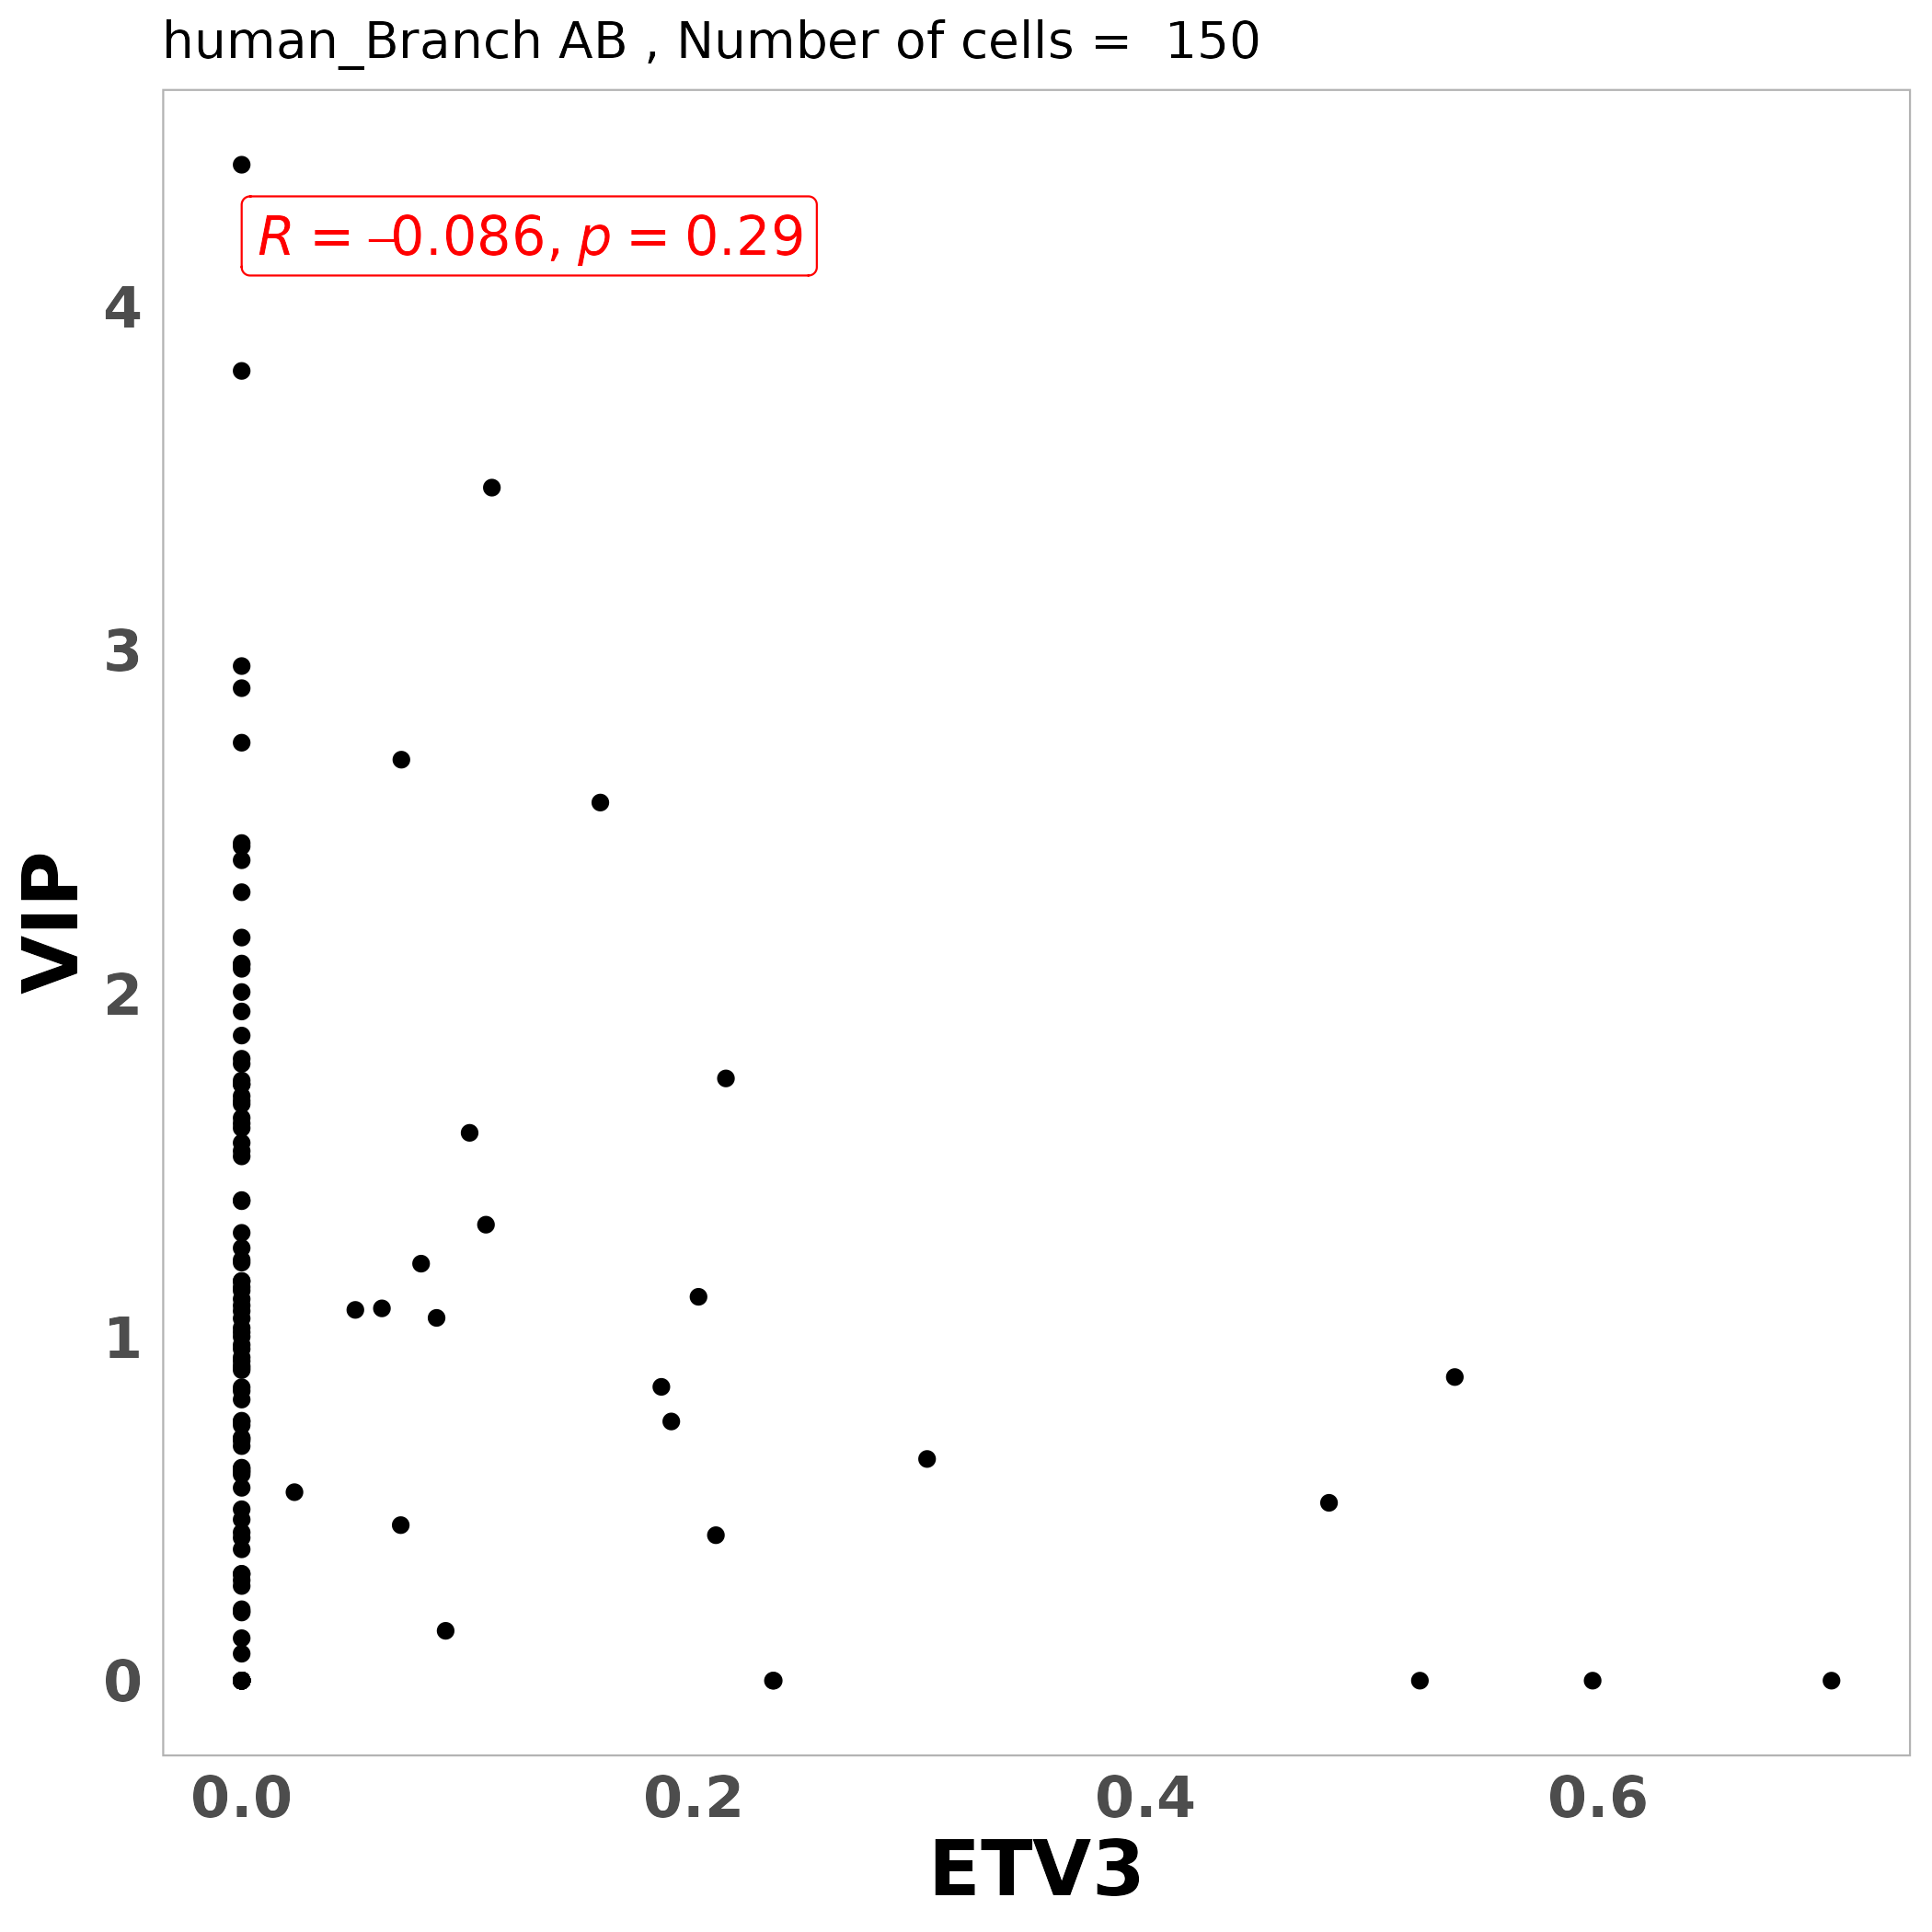 human_Branch AB , Number of cells =  150
R = –0.086, p = 0.29
4
3
2
1
0
VIP
0.0 0.2 0.4 0.6
ETV3